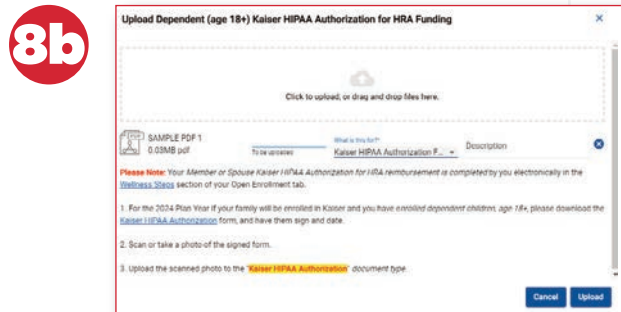 8b
Upload Dependent (age 18+) Kaiser HIPAA Authorization for HRA Funding
Click to upload, or drag and drop files here.
PDF
SAMPLE PDF 1
0.03MB pdf
To be uploaded
What is this for?*
Kaiser HIPAA Authorization F...
Description
Please Note: Your Member or Spouse Kaiser HIPAA Authorization for HRA reimbursement is completed by you electronically in the
Wellness Steps section of your Open Enrollment tab.
1. For the 2024 Plan Year if your family will be enrolled in Kaiser and you have enrolled dependent children, age 18+, please download the
Kaiser HIPAA Authorization form, and have them sign and date.
2. Scan or take a photo of the signed form.
3. Upload the scanned photo to the "Kaiser HIPAA Authorization" document type.
Cancel Upload